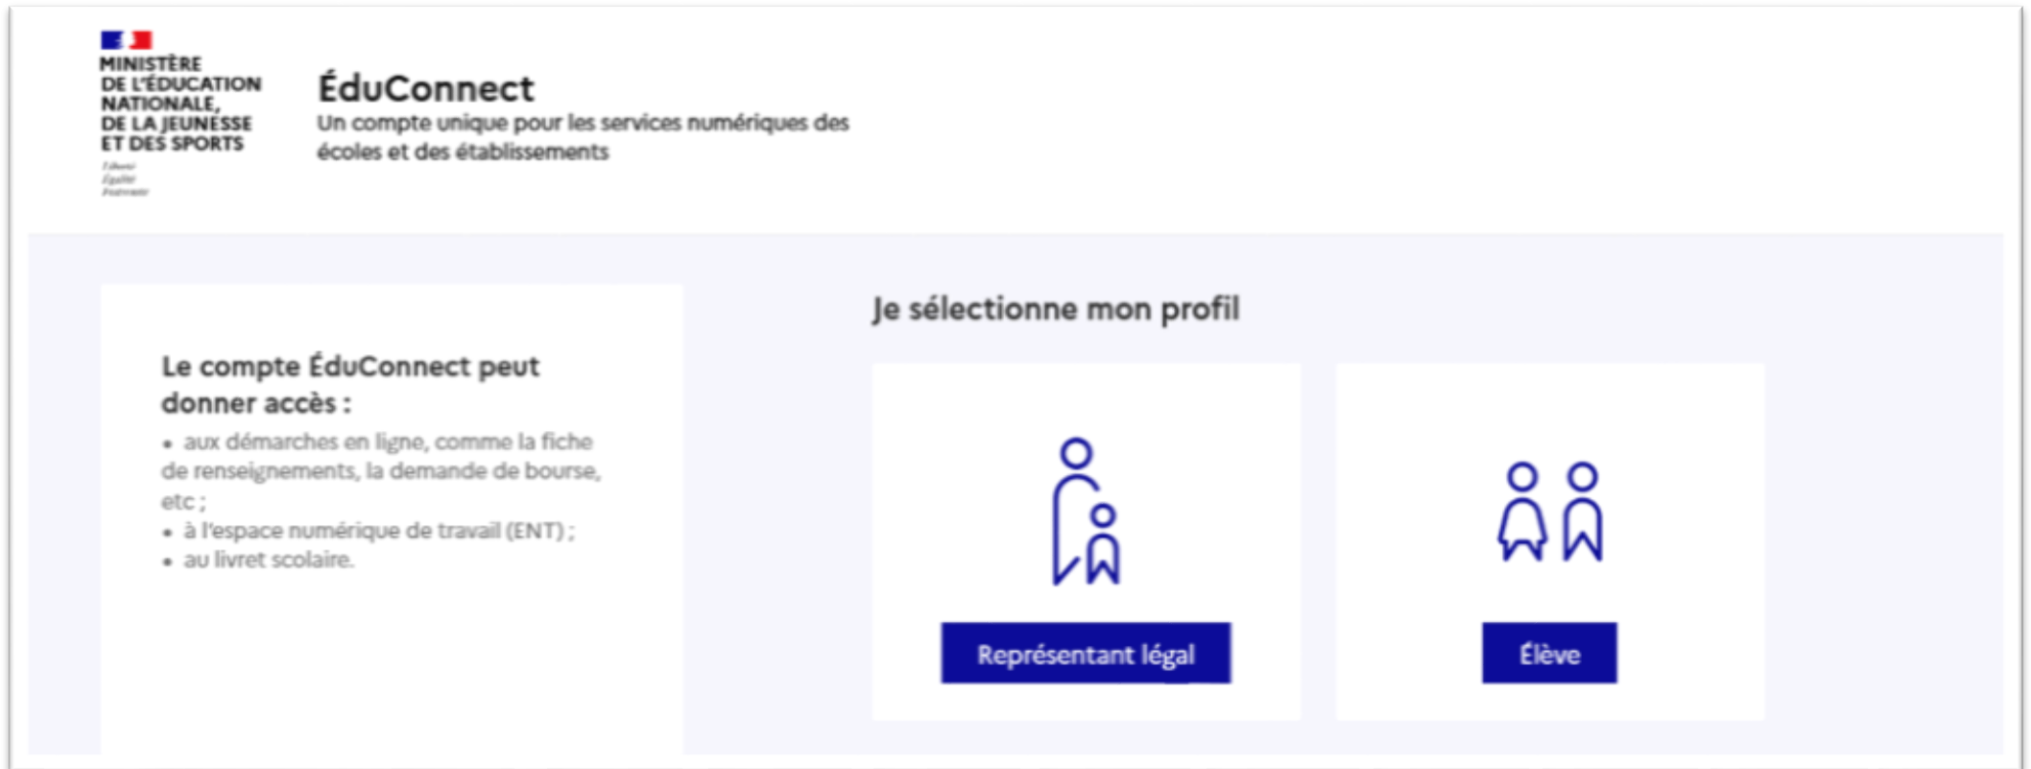 MINISTÈRE
DE L'ÉDUCATION
NATIONALE,
DE LA JEUNESSE
ET DES SPORTS
Liberté
Égalité
Fraternité
ÉduConnect
Un compte unique pour les services numériques des
écoles et des établissements
Le compte ÉduConnect peut
donner accès :
• aux démarches en ligne, comme la fiche
de renseignements, la demande de bourse,
etc ;
• à l'espace numérique de travail (ENT) ;
• au livret scolaire.
Je sélectionne mon profil
Représentant légal
Élève